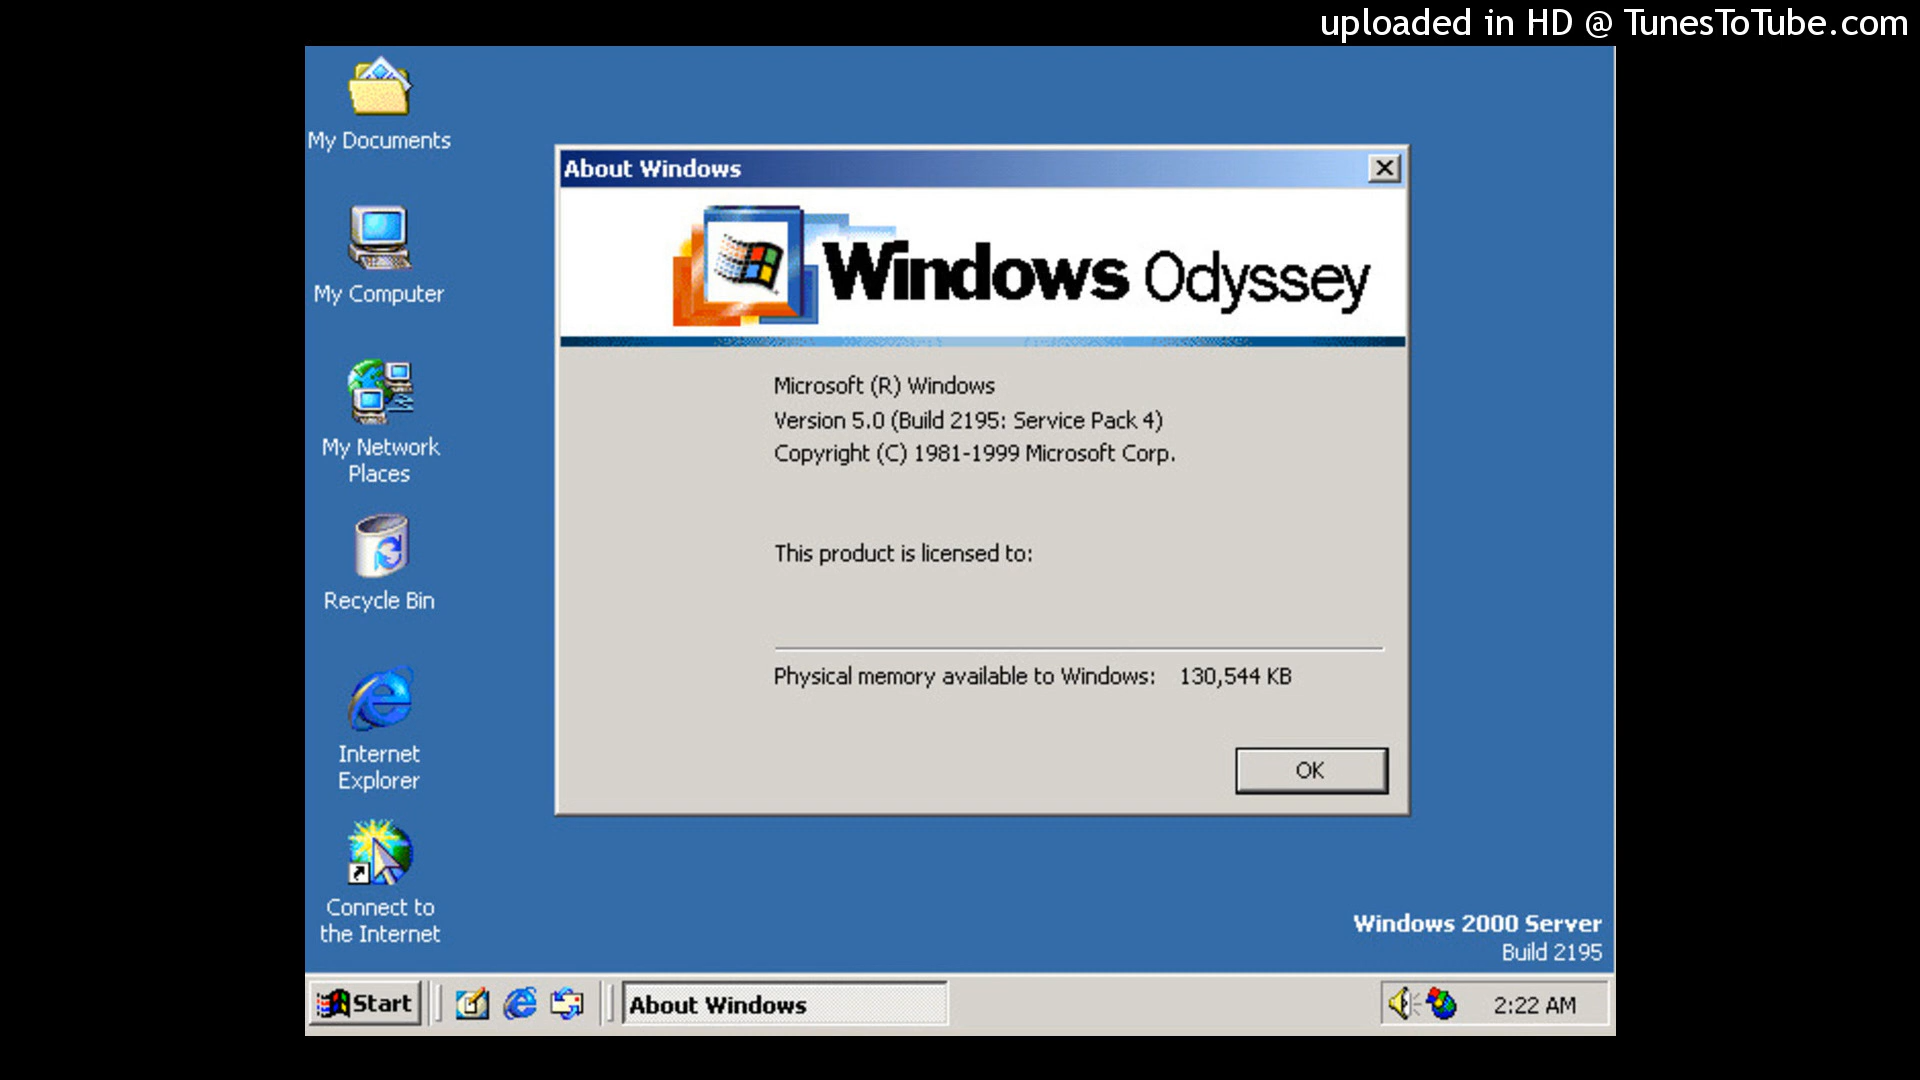 uploaded in HD @ TunesToTube.com
My Documents
My Computer
My Network
Places
Recycle Bin
Internet
Explorer
Connect to
the Internet
About Windows
Windows Odyssey
Microsoft (R) Windows
Version 5.0 (Build 2195: Service Pack 4)
Copyright (C) 1981-1999 Microsoft Corp.
This product is licensed to:
Physical memory available to Windows: 130,544 KB
OK
Windows 2000 Server
Build 2195
Start
About Windows
2:22 AM